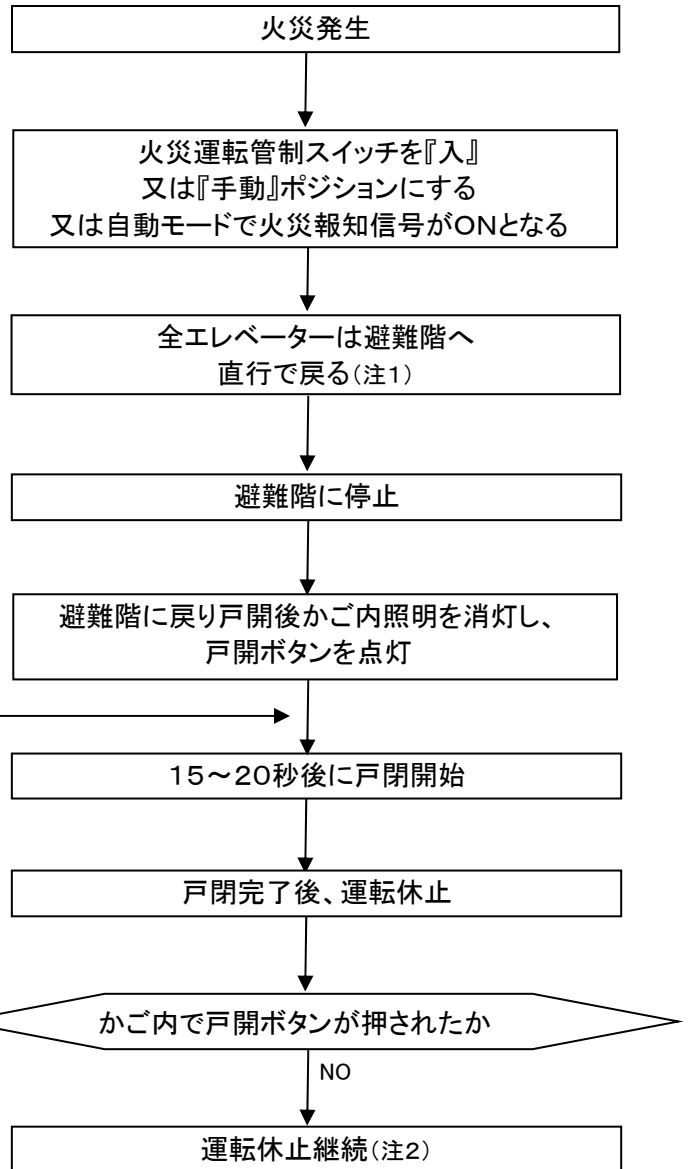 火災発生
火災運転管制スイッチを『入』
又は『手動』ポジションにする
又は自動モードで火災報知信号がONとなる
全エレベーターは避難階へ
直行で戻る(注1)
避難階に停止
避難階に戻り戸開後かご内照明を消灯し、
戸開ボタンを点灯
15~20秒後に戸閉開始
戸閉完了後、運転休止
かご内で戸開ボタンが押されたか
NO
運転休止継続(注2)